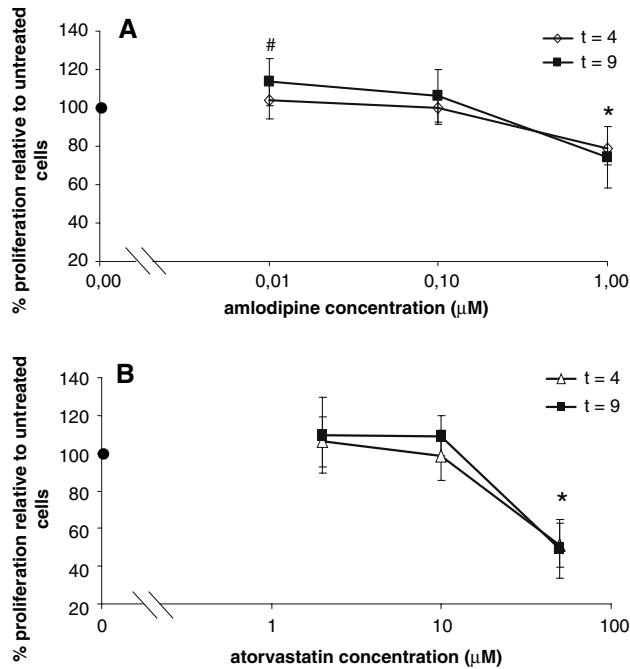 A
% proliferation relative to untreated
cells
140
120
100
80
60
40
20
#
*
t = 4
t = 9
0,00
0,01
0,10
1,00
amlodipine concentration (μM)
B
% proliferation relative to untreated
cells
140
120
100
80
60
40
20
*
t = 4
t = 9
0
1
10
100
atorvastatin concentration (μM)